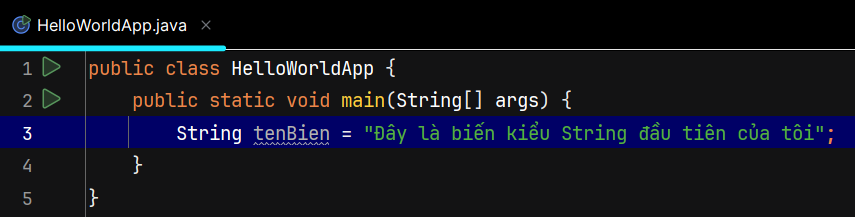 HelloWorldApp.java
1 public class HelloWorldApp {
2 public static void main(String[] args) {
3 String tenBien = "Đây là biến kiểu String đầu tiên của tôi";
4 }
5 }